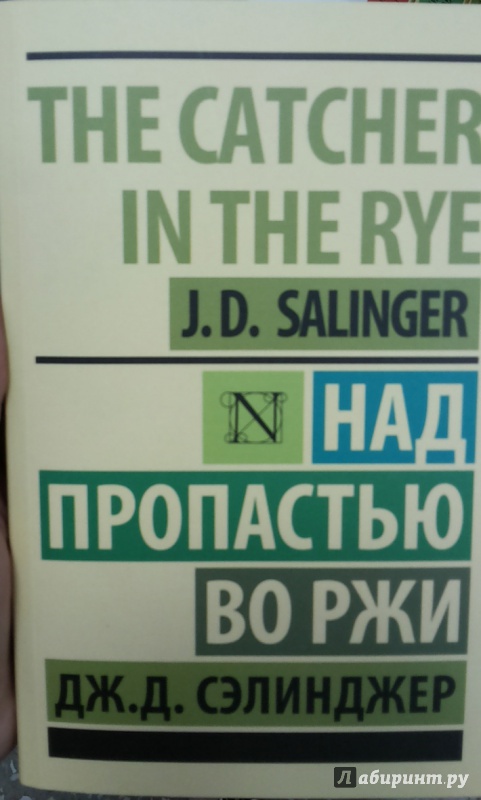 THE CATCHER
IN THE RYE
J. D. SALINGER
N НАД
ПРОПАСТЬЮ
ВО РЖИ
ДЖ.Д. СЭЛИНДЖЕР
Лабиринт.ру